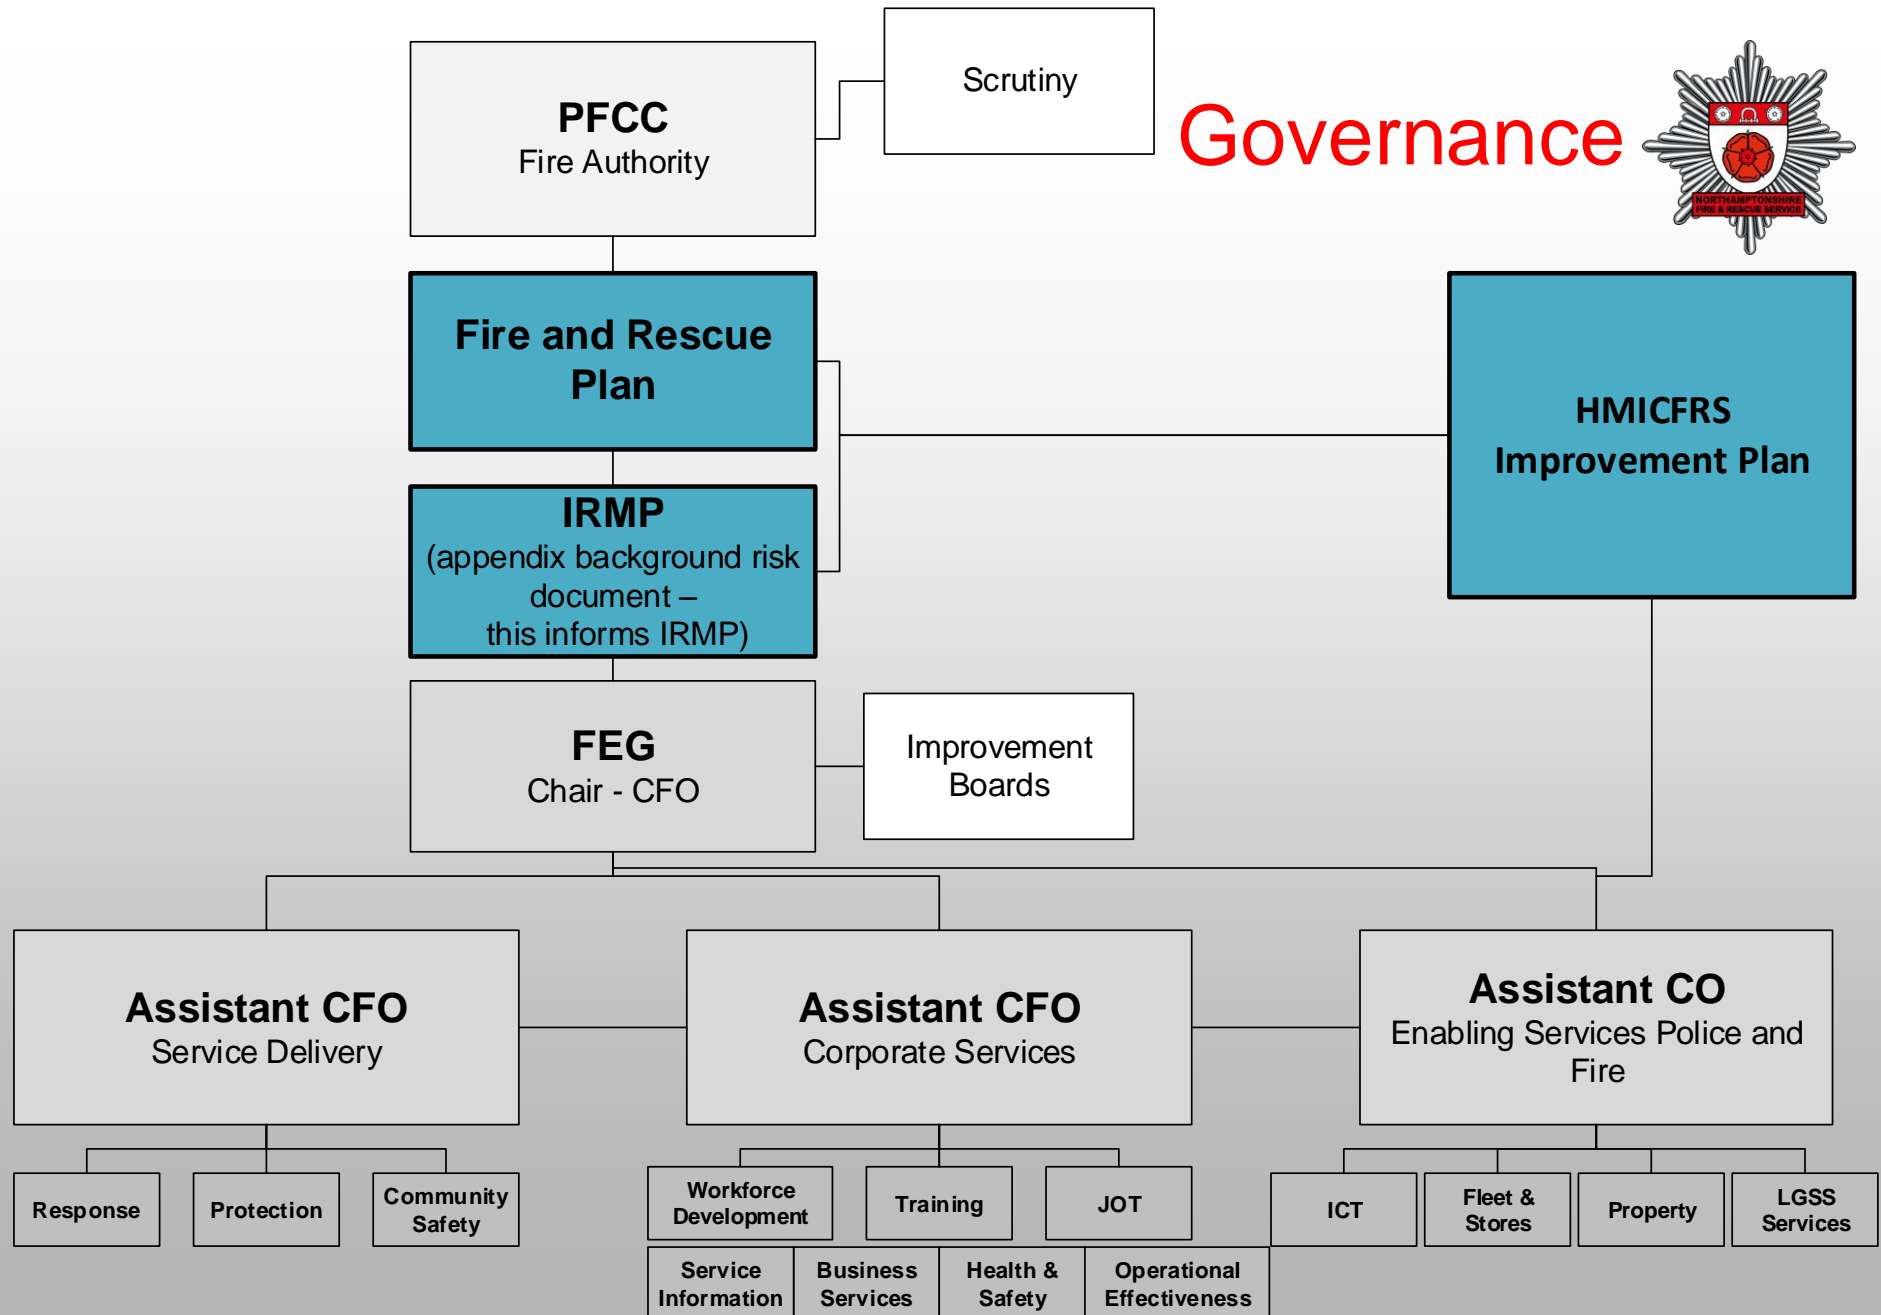 PFCC
Fire Authority
Scrutiny
Governance
NORTHAMPTONSHIRE
FIRE & RESCUE SERVICE
Fire and Rescue
Plan
HMICFRS
Improvement Plan
IRMP
(appendix background risk
document –
this informs IRMP)
FEG
Chair - CFO
Improvement
Boards
Assistant CFO
Service Delivery
Assistant CFO
Corporate Services
Assistant CO
Enabling Services Police and
Fire
Response
Protection
Community
Safety
Workforce
Development
Training
JOT
ICT
Fleet &
Stores
Property
LGSS
Services
Service
Information
Business
Services
Health &
Safety
Operational
Effectiveness